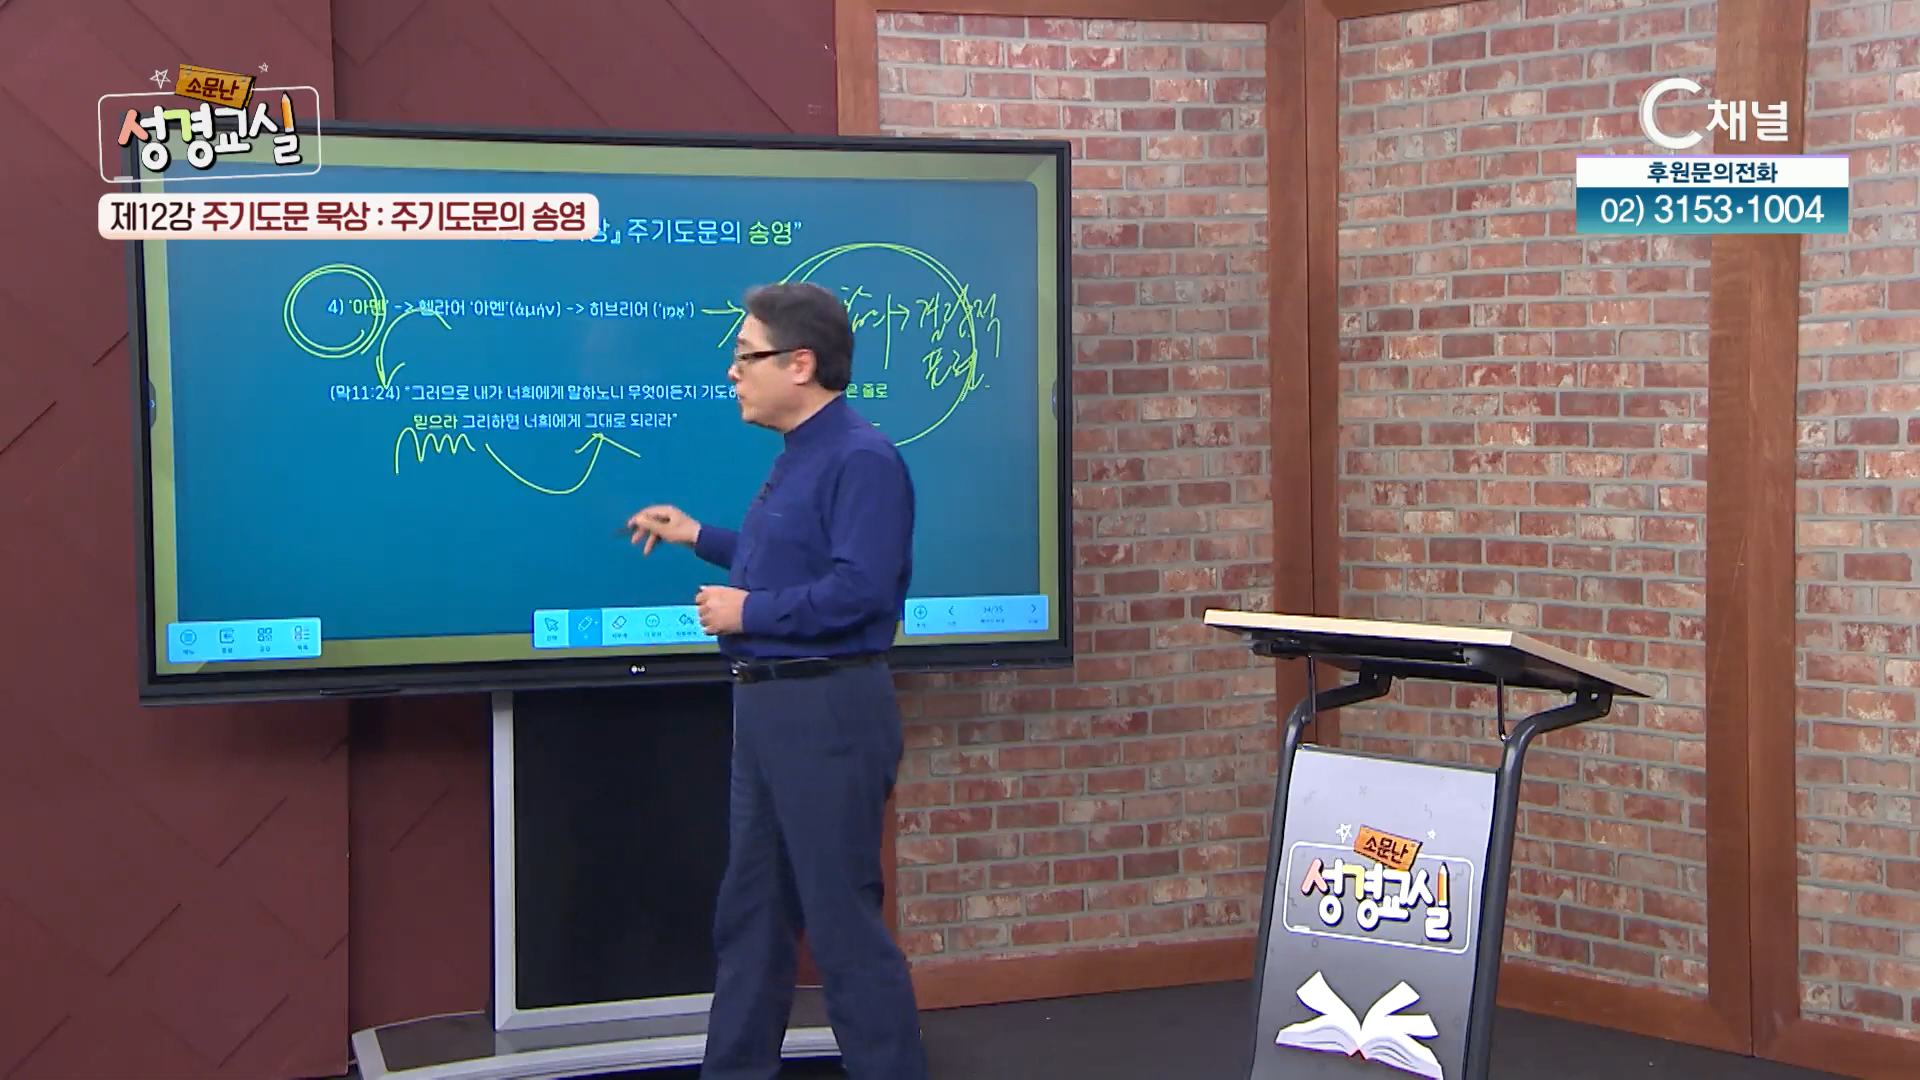 소문난
성경교실
제12강 주기도문 묵상 : 주기도문의 송영
C채널
후원문의전화
02) 3153·1004
주기도문의 송영”
4) ‘아멘’ -> 헬라어 ‘아멘’(ἀμήν) -> 히브리어 (‘אָמֵן’)
(막11:24) “그러므로 내가 너희에게 말하노니 무엇이든지 기도하 은 줄로
믿으라 그리하면 너희에게 그대로 되리라”
34/35
LG
소문난
성경교실